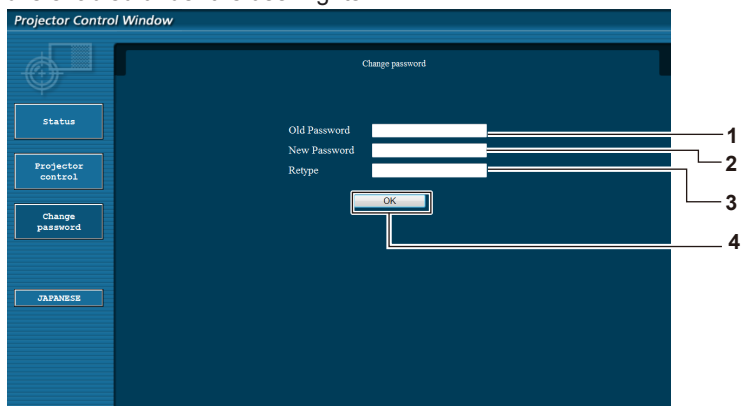 Projector Control Window
Change password
Status
Projector
control
Change
password
JAPANESE
Old Password
New Password
Retype
OK
1
2
3
4